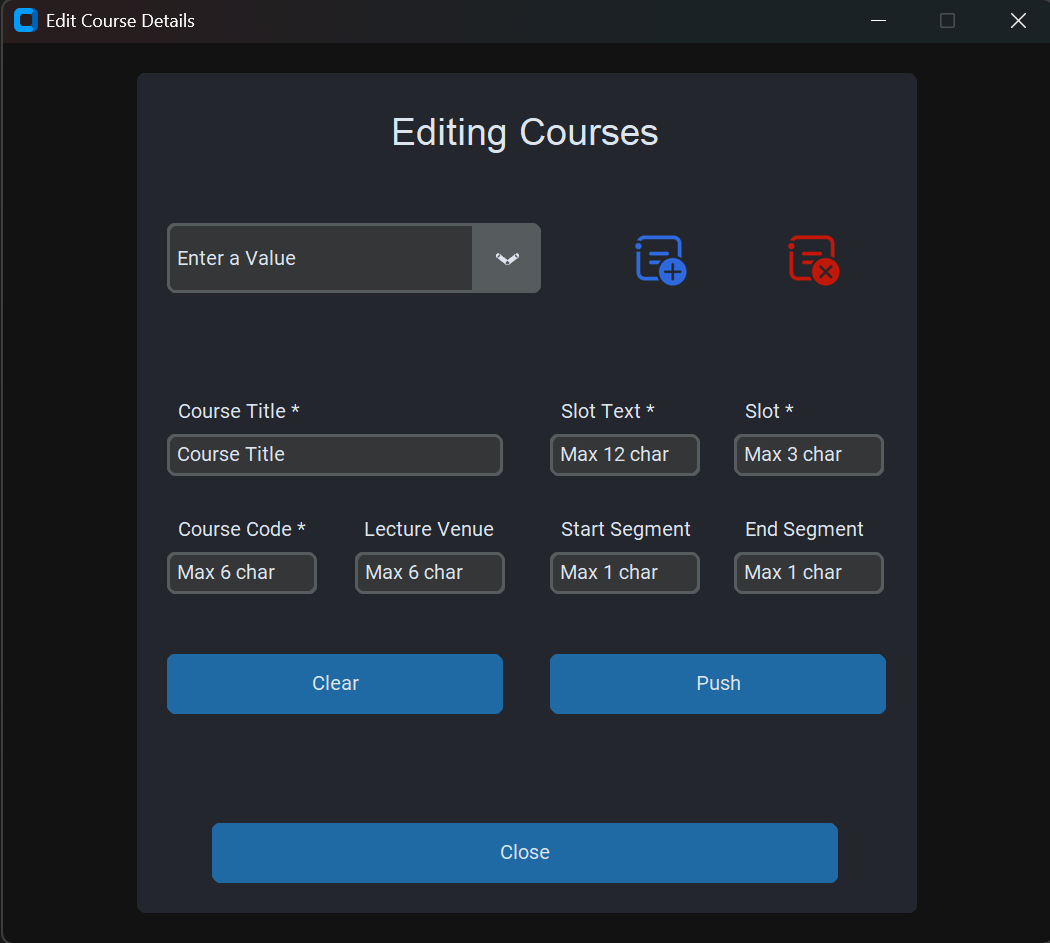 Edit Course Details
Editing Courses
Enter a Value
Course Title *
Slot Text *
Slot *
Course Title
Max 12 char
Max 3 char
Course Code *
Lecture Venue
Start Segment
End Segment
Max 6 char
Max 6 char
Max 1 char
Max 1 char
Clear
Push
Close